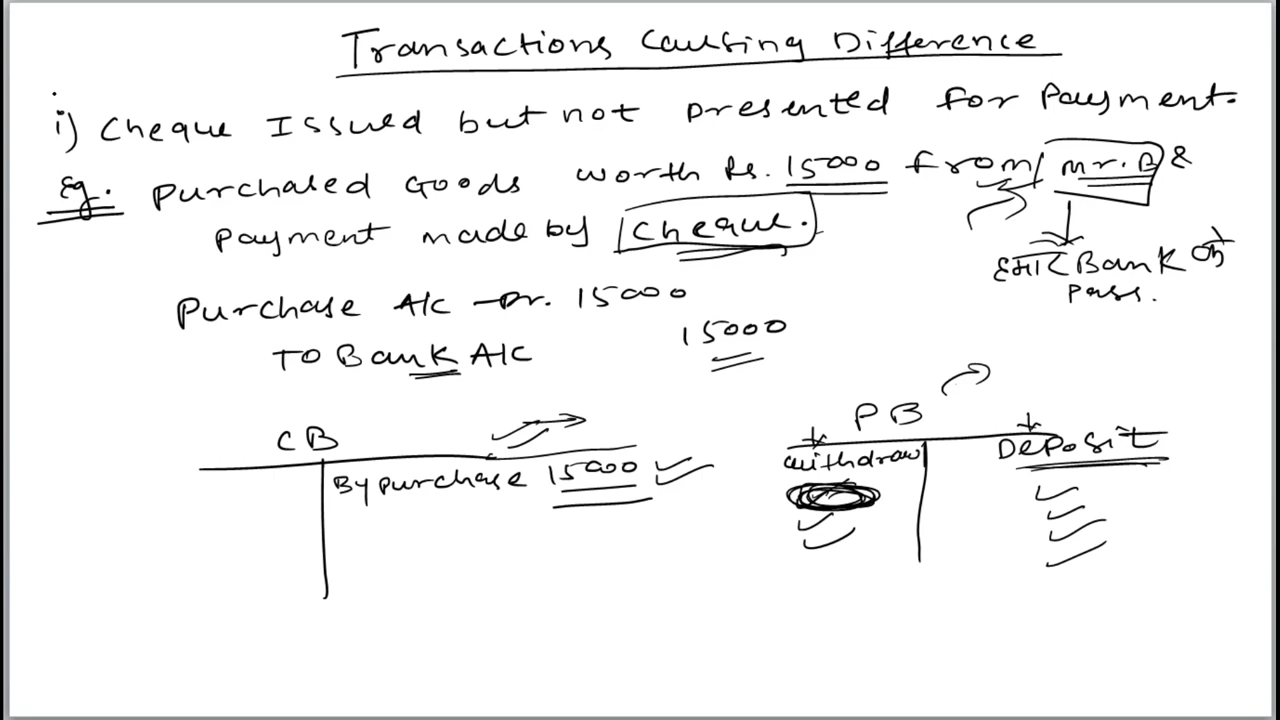 Transactions Causing Difference
i) Cheque Issued but not presented for Payment.
Eg. Purchased Goods worth Rs. 15000 from Mr. B &
Payment made by Cheque.
Bank
Pass.
Purchase A/c Dr. 15000
To Bank A/c 15000
CB
By purchase 15000
PB
withdraw Deposit